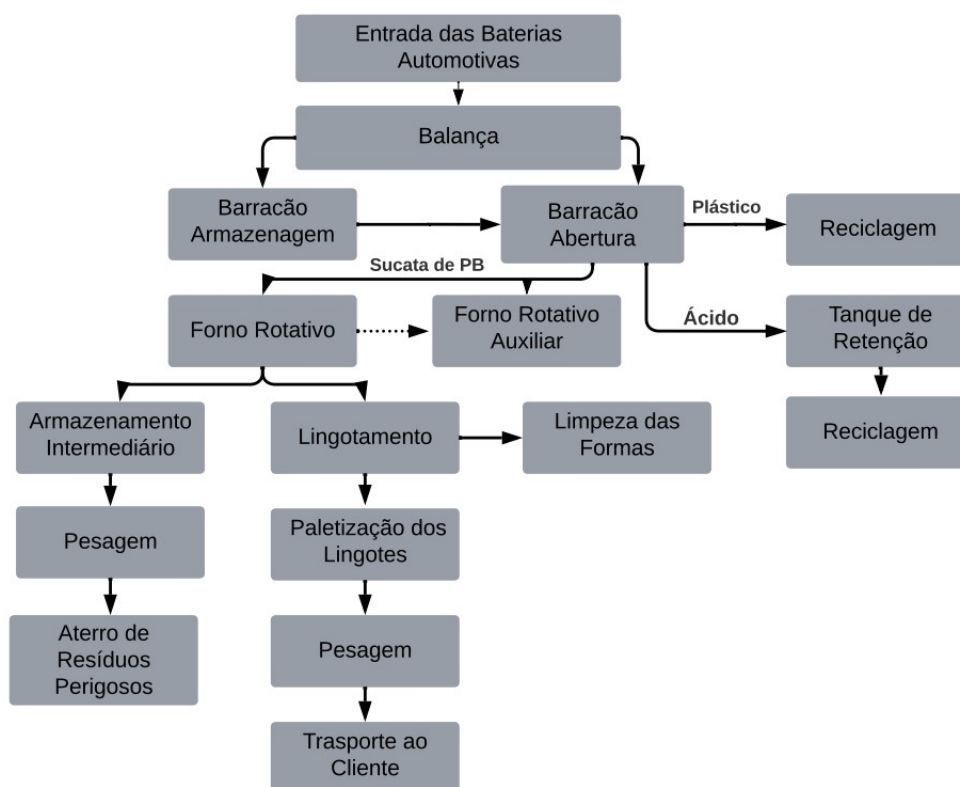 Entrada das Baterias
Automotivas
Balança
Barracão
Armazenagem
Barracão
Abertura
Plástico
Reciclagem
Sucata de PB
Forno Rotativo
Forno Rotativo
Auxiliar
Ácido
Tanque de
Retenção
Armazenamento
Intermediário
Lingotamento
Limpeza das
Formas
Reciclagem
Pesagem
Paletização dos
Lingotes
Aterro de
Resíduos
Perigosos
Pesagem
Trasporte ao
Cliente